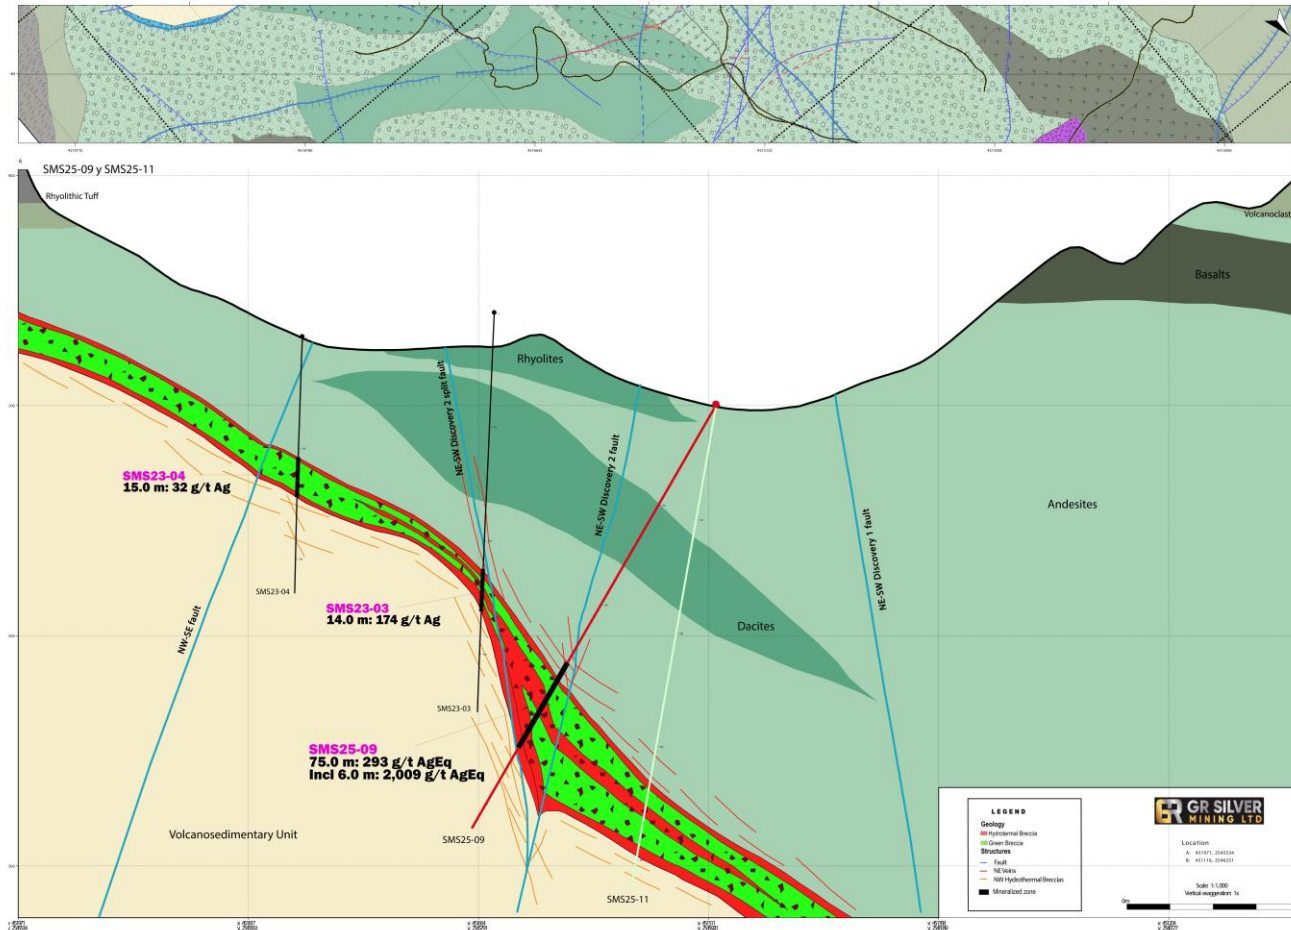 SMS25-09 y SMS25-11
Rhyolithic Tuff
Volcanoclast
Basalts
Rhyolites
NE-SW Discovery 2 split fault
NE-SW Discovery 2 fault
Andesites
SMS23-04
15.0 m: 32 g/t Ag
NE-SW Discovery 1 fault
SMS23-04
SMS23-03
14.0 m: 174 g/t Ag
NW-SE fault
Dacites
SMS23-03
SMS25-09
75.0 m: 293 g/t AgEq
Incl 6.0 m: 2,009 g/t AgEq
Volcanosedimentary Unit
SMS25-09
SMS25-11
LEGEND
Geology
Hydrotermal Breccia
Green Breccia
Structures
Fault
NE Veins
NW Hydrothermal Breccias
Mineralized zone
GR SILVER
MINING LTD
Location
Scale: 1:1,000
Vertical exaggeration: 1x
0m